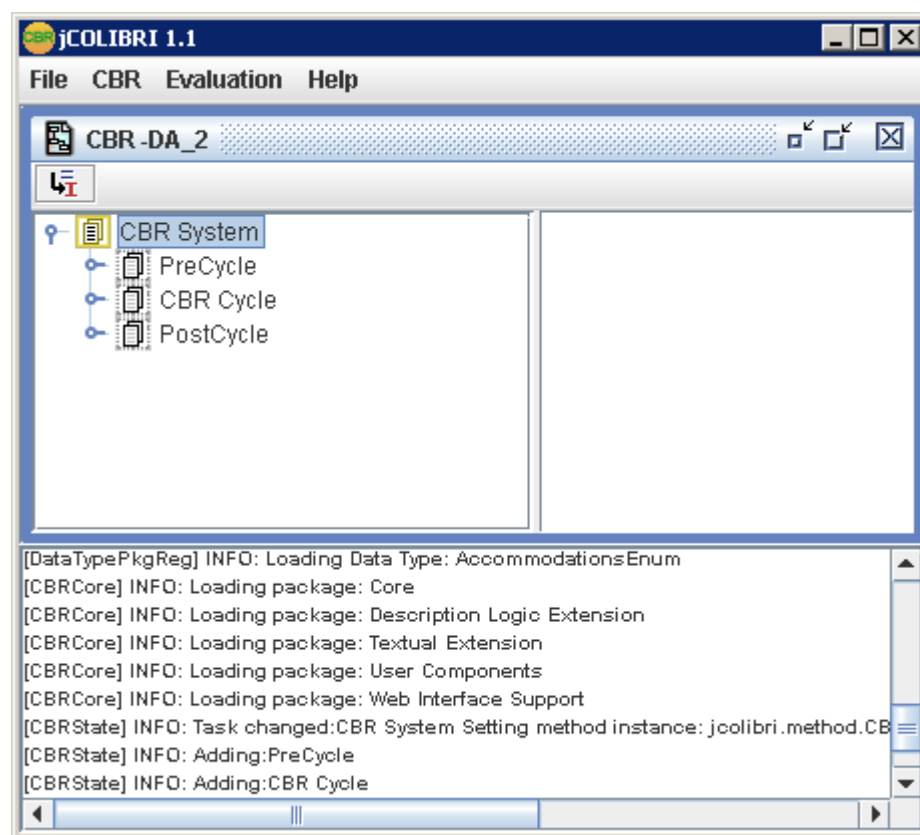 CBR jCOLIBRI 1.1
File CBR Evaluation Help
CBR -DA_2
I
CBR System
PreCycle
CBR Cycle
PostCycle
[DataTypePkgReg] INFO: Loading Data Type: AccommodationsEnum
[CBRCore] INFO: Loading package: Core
[CBRCore] INFO: Loading package: Description Logic Extension
[CBRCore] INFO: Loading package: Textual Extension
[CBRCore] INFO: Loading package: User Components
[CBRCore] INFO: Loading package: Web Interface Support
[CBRState] INFO: Task changed:CBR System Setting method instance: jcolibri.method.CB
[CBRState] INFO: Adding:PreCycle
[CBRState] INFO: Adding:CBR Cycle